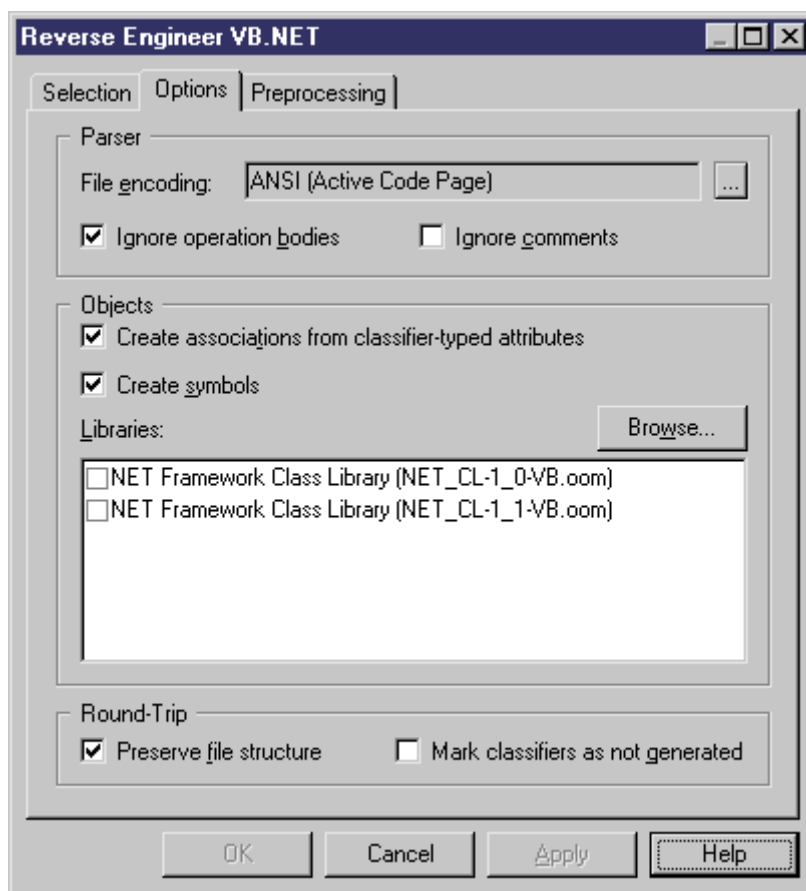 Reverse Engineer VB.NET
Selection Options Preprocessing
Parser
File encoding: ANSI (Active Code Page) ...
Ignore operation bodies Ignore comments
Objects
Create associations from classifier-typed attributes
Create symbols
Libraries: Browse...
NET Framework Class Library (NET_CL-1_0-VB.oom)
NET Framework Class Library (NET_CL-1_1-VB.oom)
Round-Trip
Preserve file structure Mark classifiers as not generated
OK Cancel Apply Help